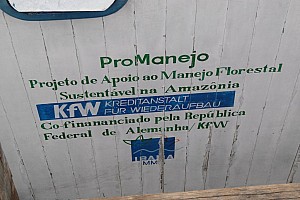 ProManejo
Projeto de Apoio ao Manejo Florestal
Sustentável na Amazônia
KfW KREDITANSTALT
FÜR WIEDERAUFBAU
Co-financiado pela República
Federal de Alemanha/KfW
IBAMA
MMA